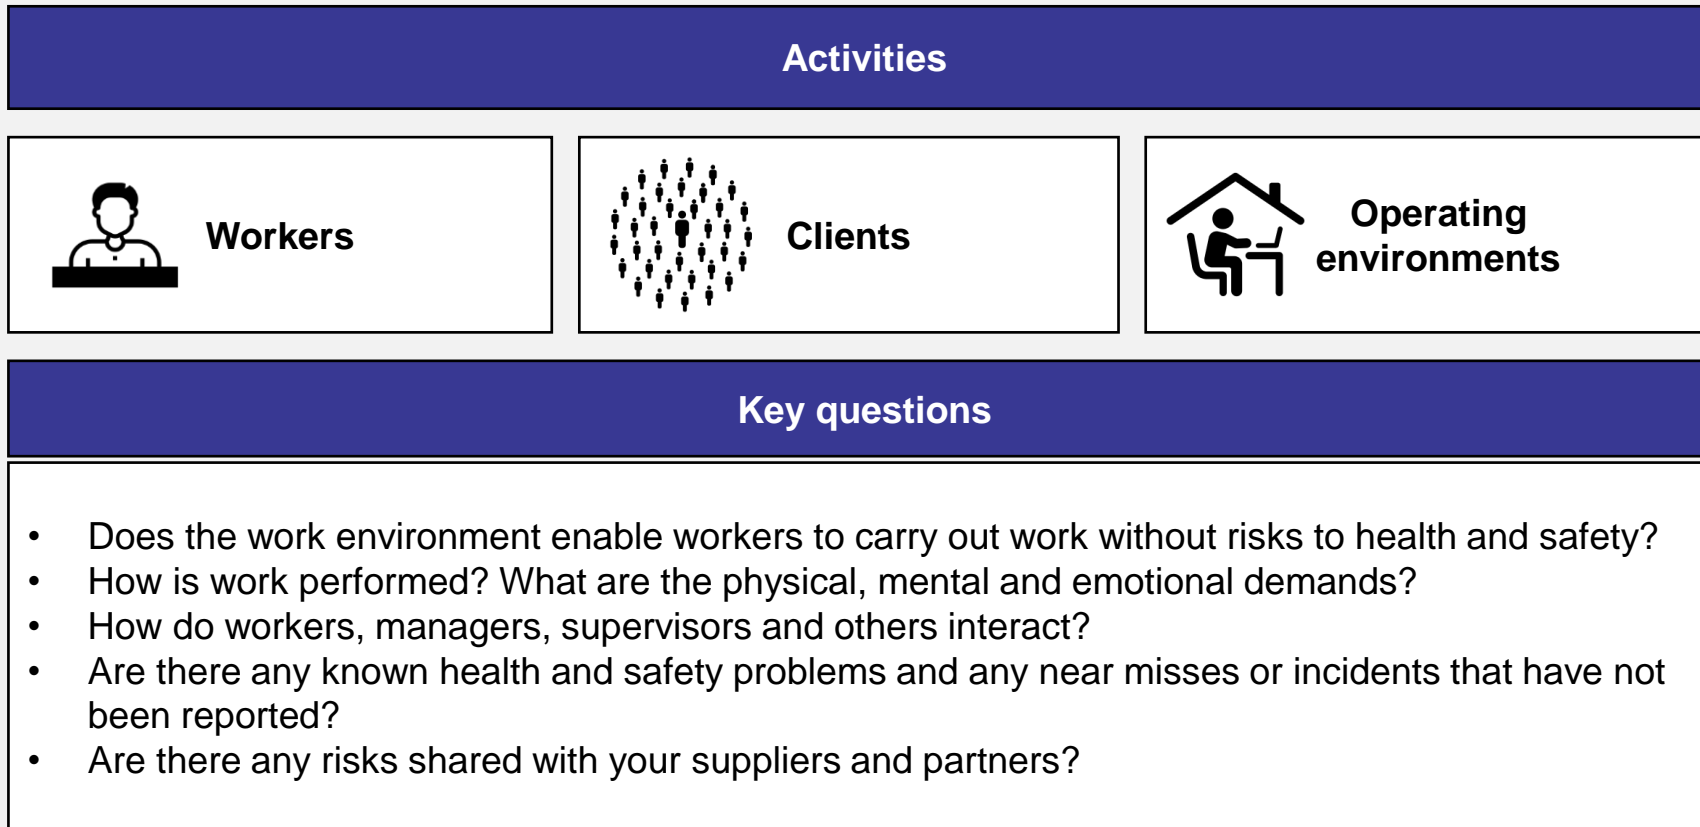 Activities
Workers
Clients
Operating
environments
Key questions
• Does the work environment enable workers to carry out work without risks to health and safety?
• How is work performed? What are the physical, mental and emotional demands?
• How do workers, managers, supervisors and others interact?
• Are there any known health and safety problems and any near misses or incidents that have not
been reported?
• Are there any risks shared with your suppliers and partners?